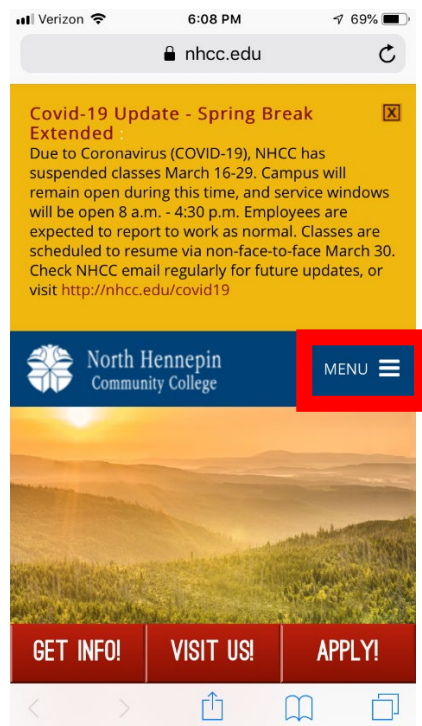 Verizon 6:08 PM 69%
nhcc.edu
Covid-19 Update - Spring Break X
Extended :
Due to Coronavirus (COVID-19), NHCC has
suspended classes March 16-29. Campus will
remain open during this time, and service windows
will be open 8 a.m. - 4:30 p.m. Employees are
expected to report to work as normal. Classes are
scheduled to resume via non-face-to-face March 30.
Check NHCC email regularly for future updates, or
visit http://nhcc.edu/covid19
North Hennepin
Community College
MENU
GET INFO! VISIT US! APPLY!